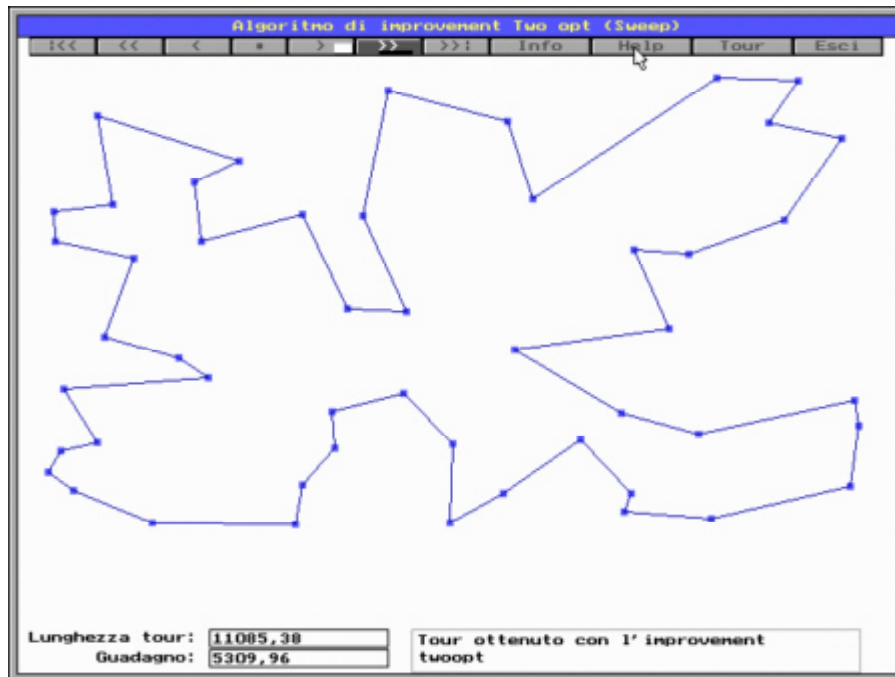 Algoritmo di improvement Two opt (Sweep)
¦<< << < ▪ > >> >>¦ Info Help Tour Esci
Lunghezza tour: 11085,38
Guadagno: 5309,96
Tour ottenuto con l'improvement
twoopt